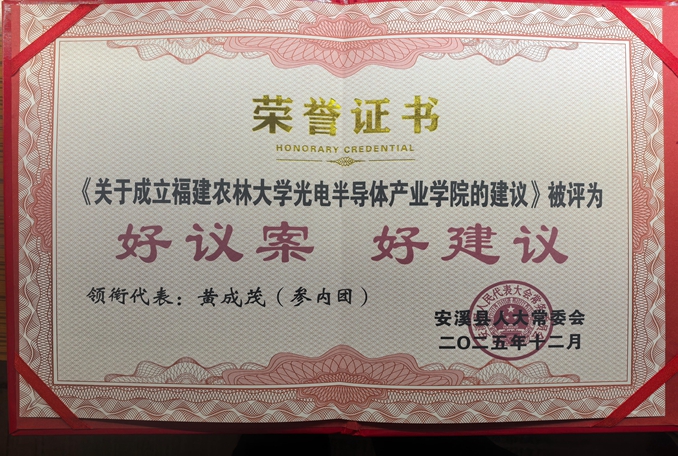 荣誉证书
HONORARY CREDENTIAL
《关于成立福建农林大学光电半导体产业学院的建议》被评为
好议案 好建议
领衔代表：黄成茂（参内团）
安溪县人大常委会
二〇二五年十二月